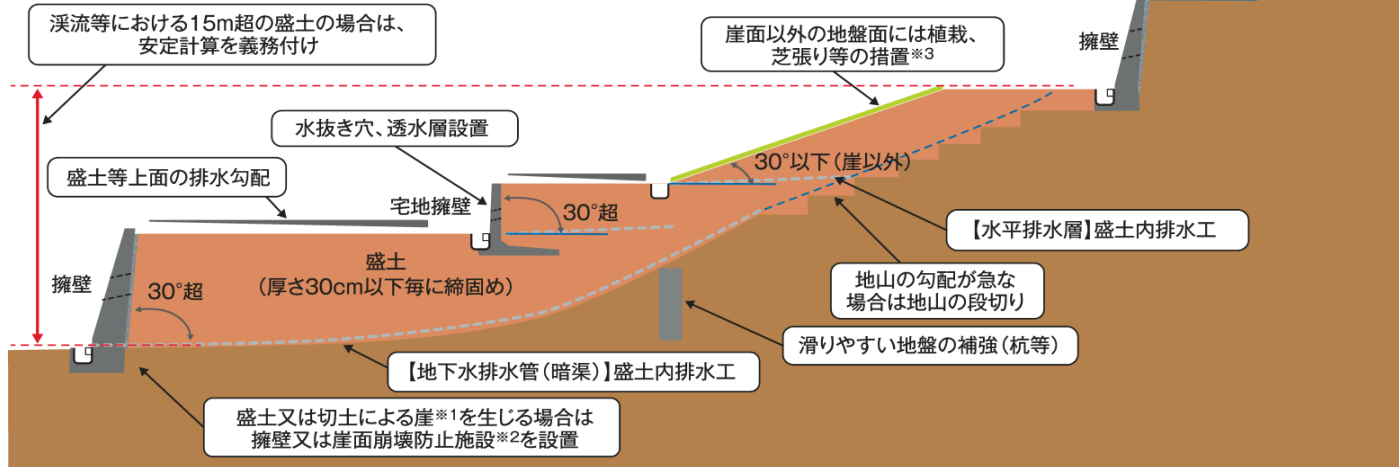 渓流等における15m超の盛土の場合は、
安定計算を義務付け
崖面以外の地盤面には植栽、
芝張り等の措置※3
擁壁
水抜き穴、透水層設置
盛土等上面の排水勾配
30°以下（崖以外）
宅地擁壁
30°超
【水平排水層】盛土内排水工
盛土
（厚さ30cm以下毎に締固め）
擁壁
30°超
地山の勾配が急な
場合は地山の段切り
滑りやすい地盤の補強（杭等）
【地下水排水管（暗渠）】盛土内排水工
盛土又は切土による崖※1を生じる場合は
擁壁又は崖面崩壊防止施設※2を設置